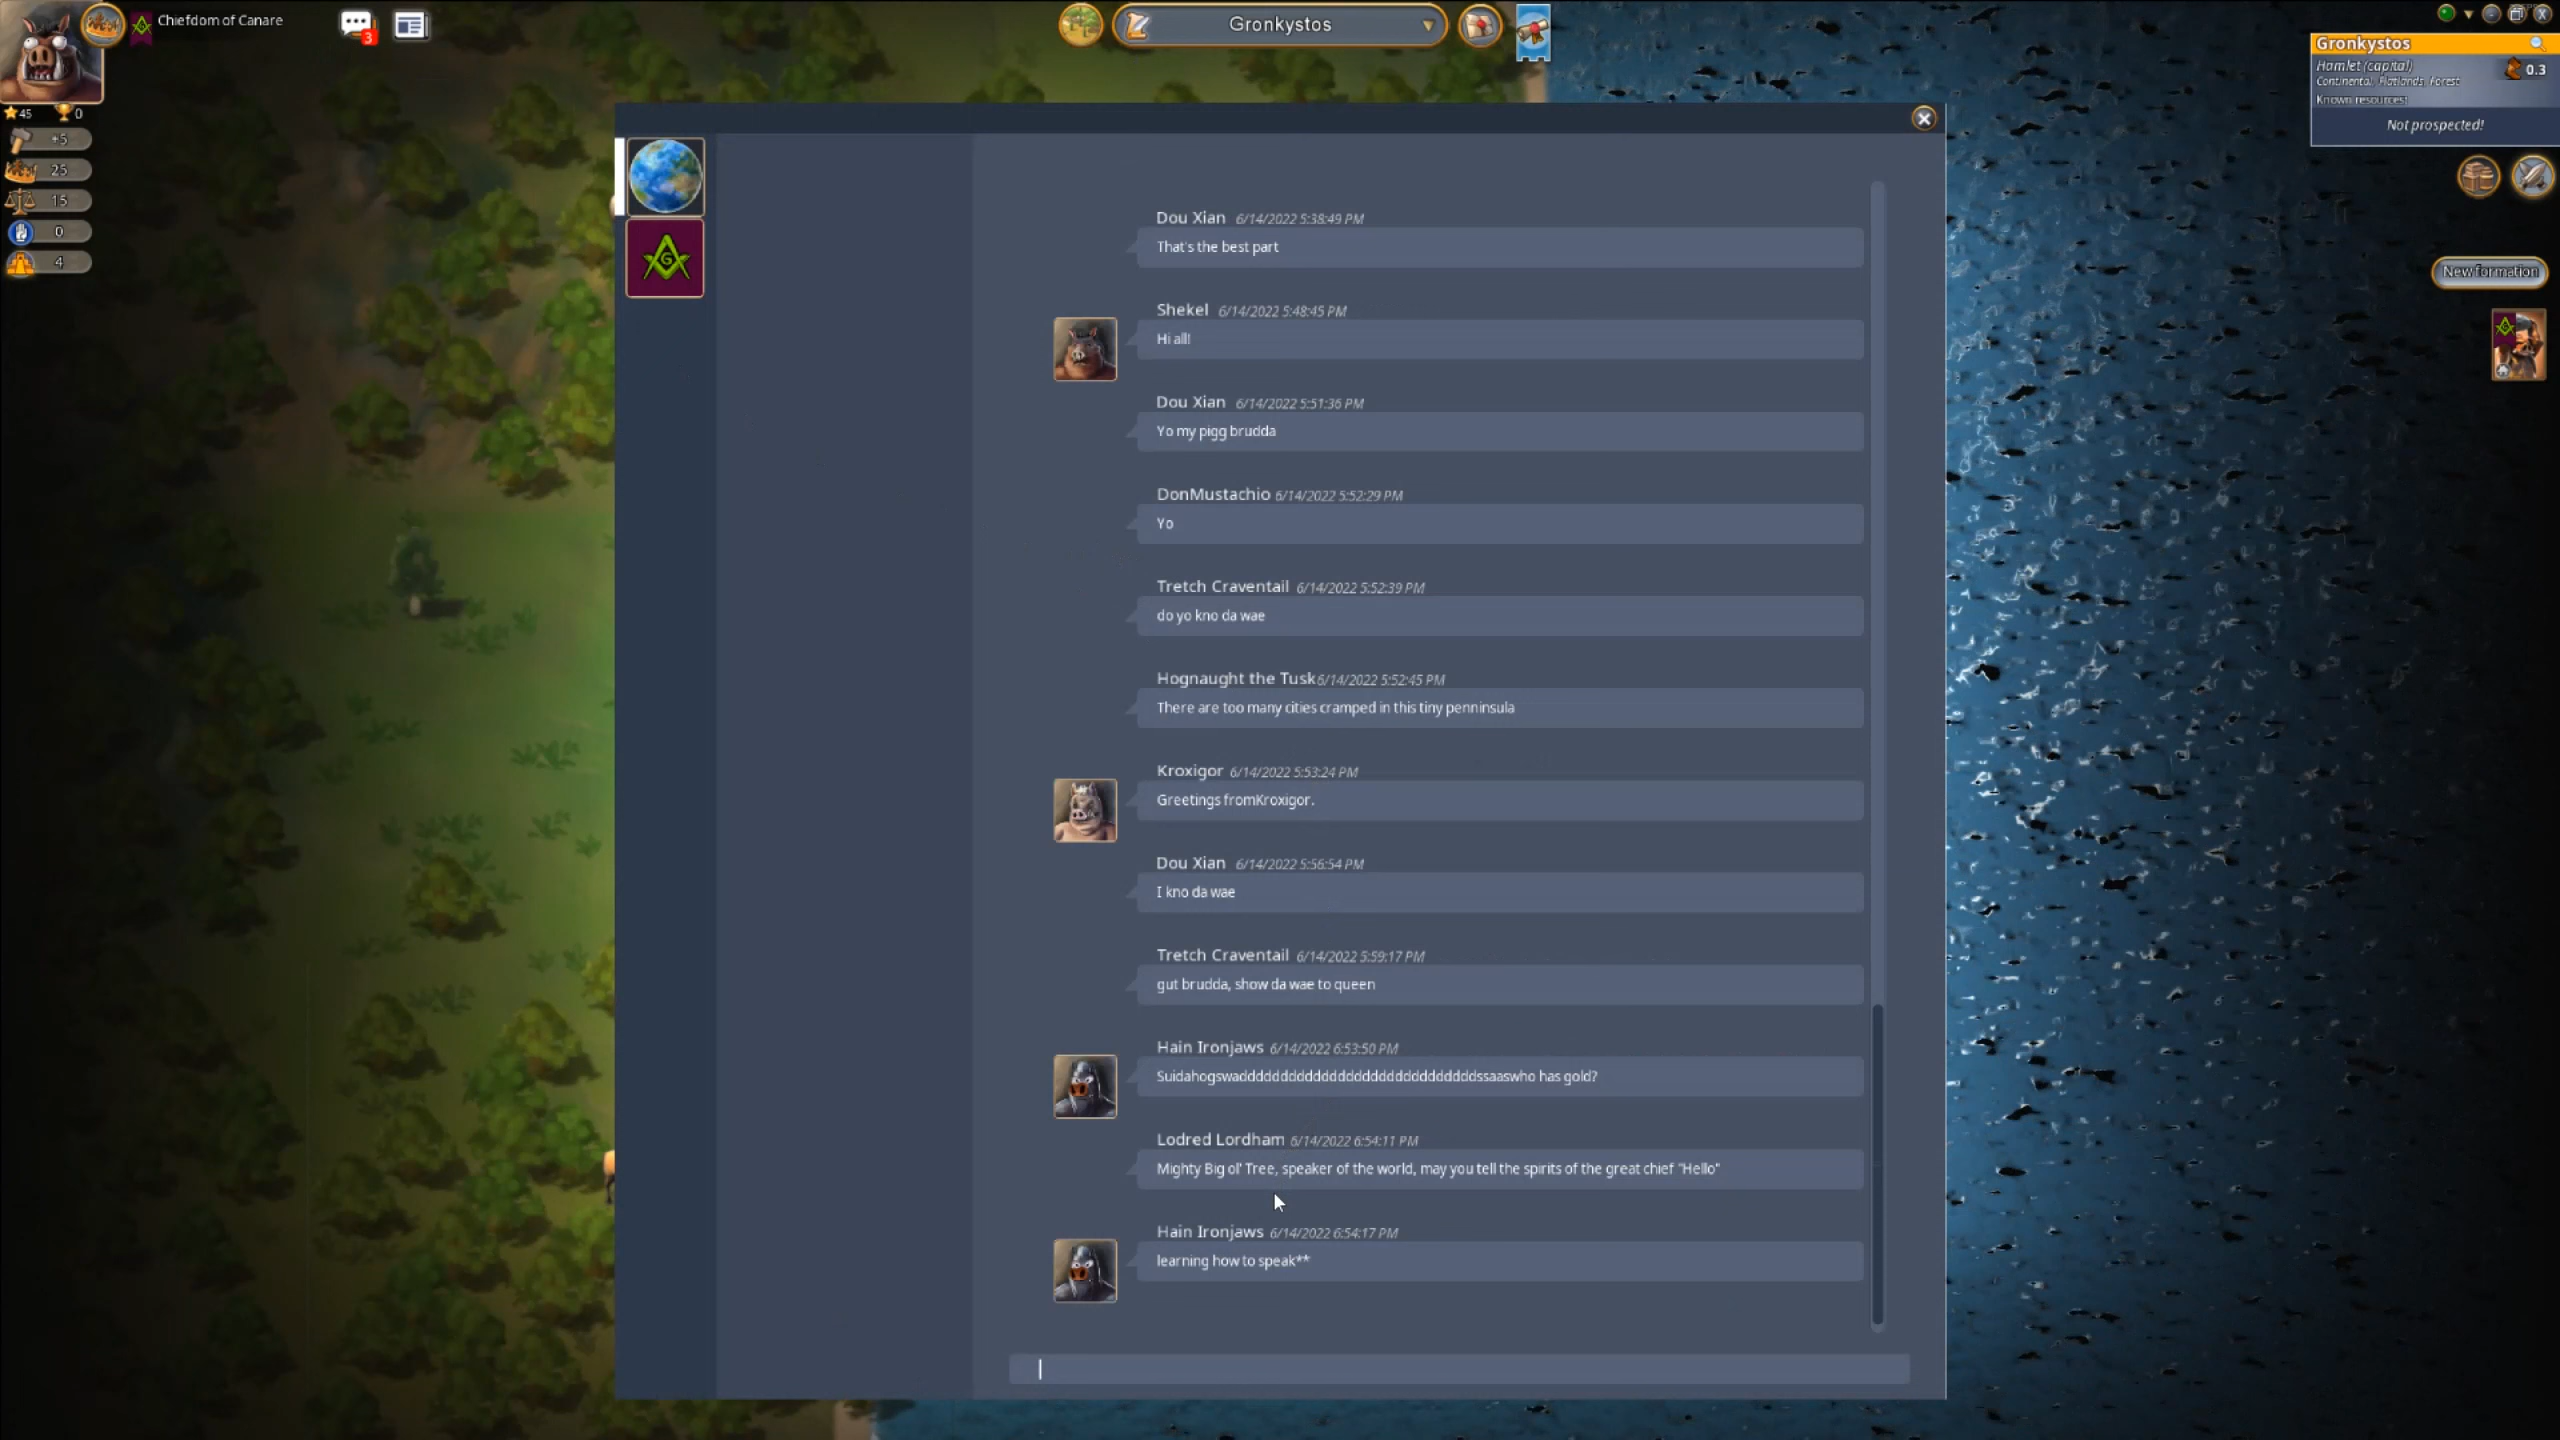 Chiefdom of Canare
3
Gronkystos
45
0
+5
25
15
0
4
Gronkystos
Hamlet (capital)
0.3
Continental, Flatlands, Forest
Known resources:
Not prospected!
New formation
G
Dou Xian 6/14/2022 5:38:49 PM
That's the best part
Shekel 6/14/2022 5:48:45 PM
Hi all!
Dou Xian 6/14/2022 5:51:36 PM
Yo my pigg brudda
DonMustachio 6/14/2022 5:52:29 PM
Yo
Tretch Craventail 6/14/2022 5:52:39 PM
do yo kno da wae
Hognaught the Tusk 6/14/2022 5:52:45 PM
There are too many cities cramped in this tiny penninsula
Kroxigor 6/14/2022 5:53:24 PM
Greetings fromKroxigor.
Dou Xian 6/14/2022 5:56:54 PM
I kno da wae
Tretch Craventail 6/14/2022 5:59:17 PM
gut brudda, show da wae to queen
Hain Ironjaws 6/14/2022 6:53:50 PM
Suidahogswaddddddddddddddddddddddddddddddssaaswho has gold?
Lodred Lordham 6/14/2022 6:54:11 PM
Mighty Big ol' Tree, speaker of the world, may you tell the spirits of the great chief "Hello"
Hain Ironjaws 6/14/2022 6:54:17 PM
learning how to speak**